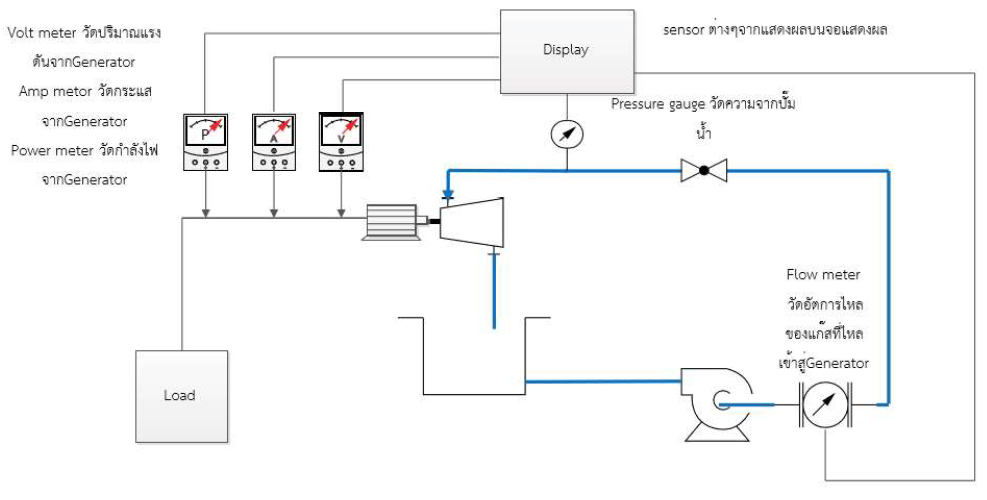 Volt meter วัดปริมาณแรง
ดันจากGenerator
Amp metor วัดกระแส
จากGenerator
Power meter วัดกำลังไฟ
จากGenerator
P
A
V
Display
sensor ต่างๆจากแสดงผลบนจอแสดงผล
Pressure gauge วัดความจากปั๊ม
น้ำ
Flow meter
วัดอัดการไหล
ของแก๊สที่ไหล
เข้าสู่Generator
Load